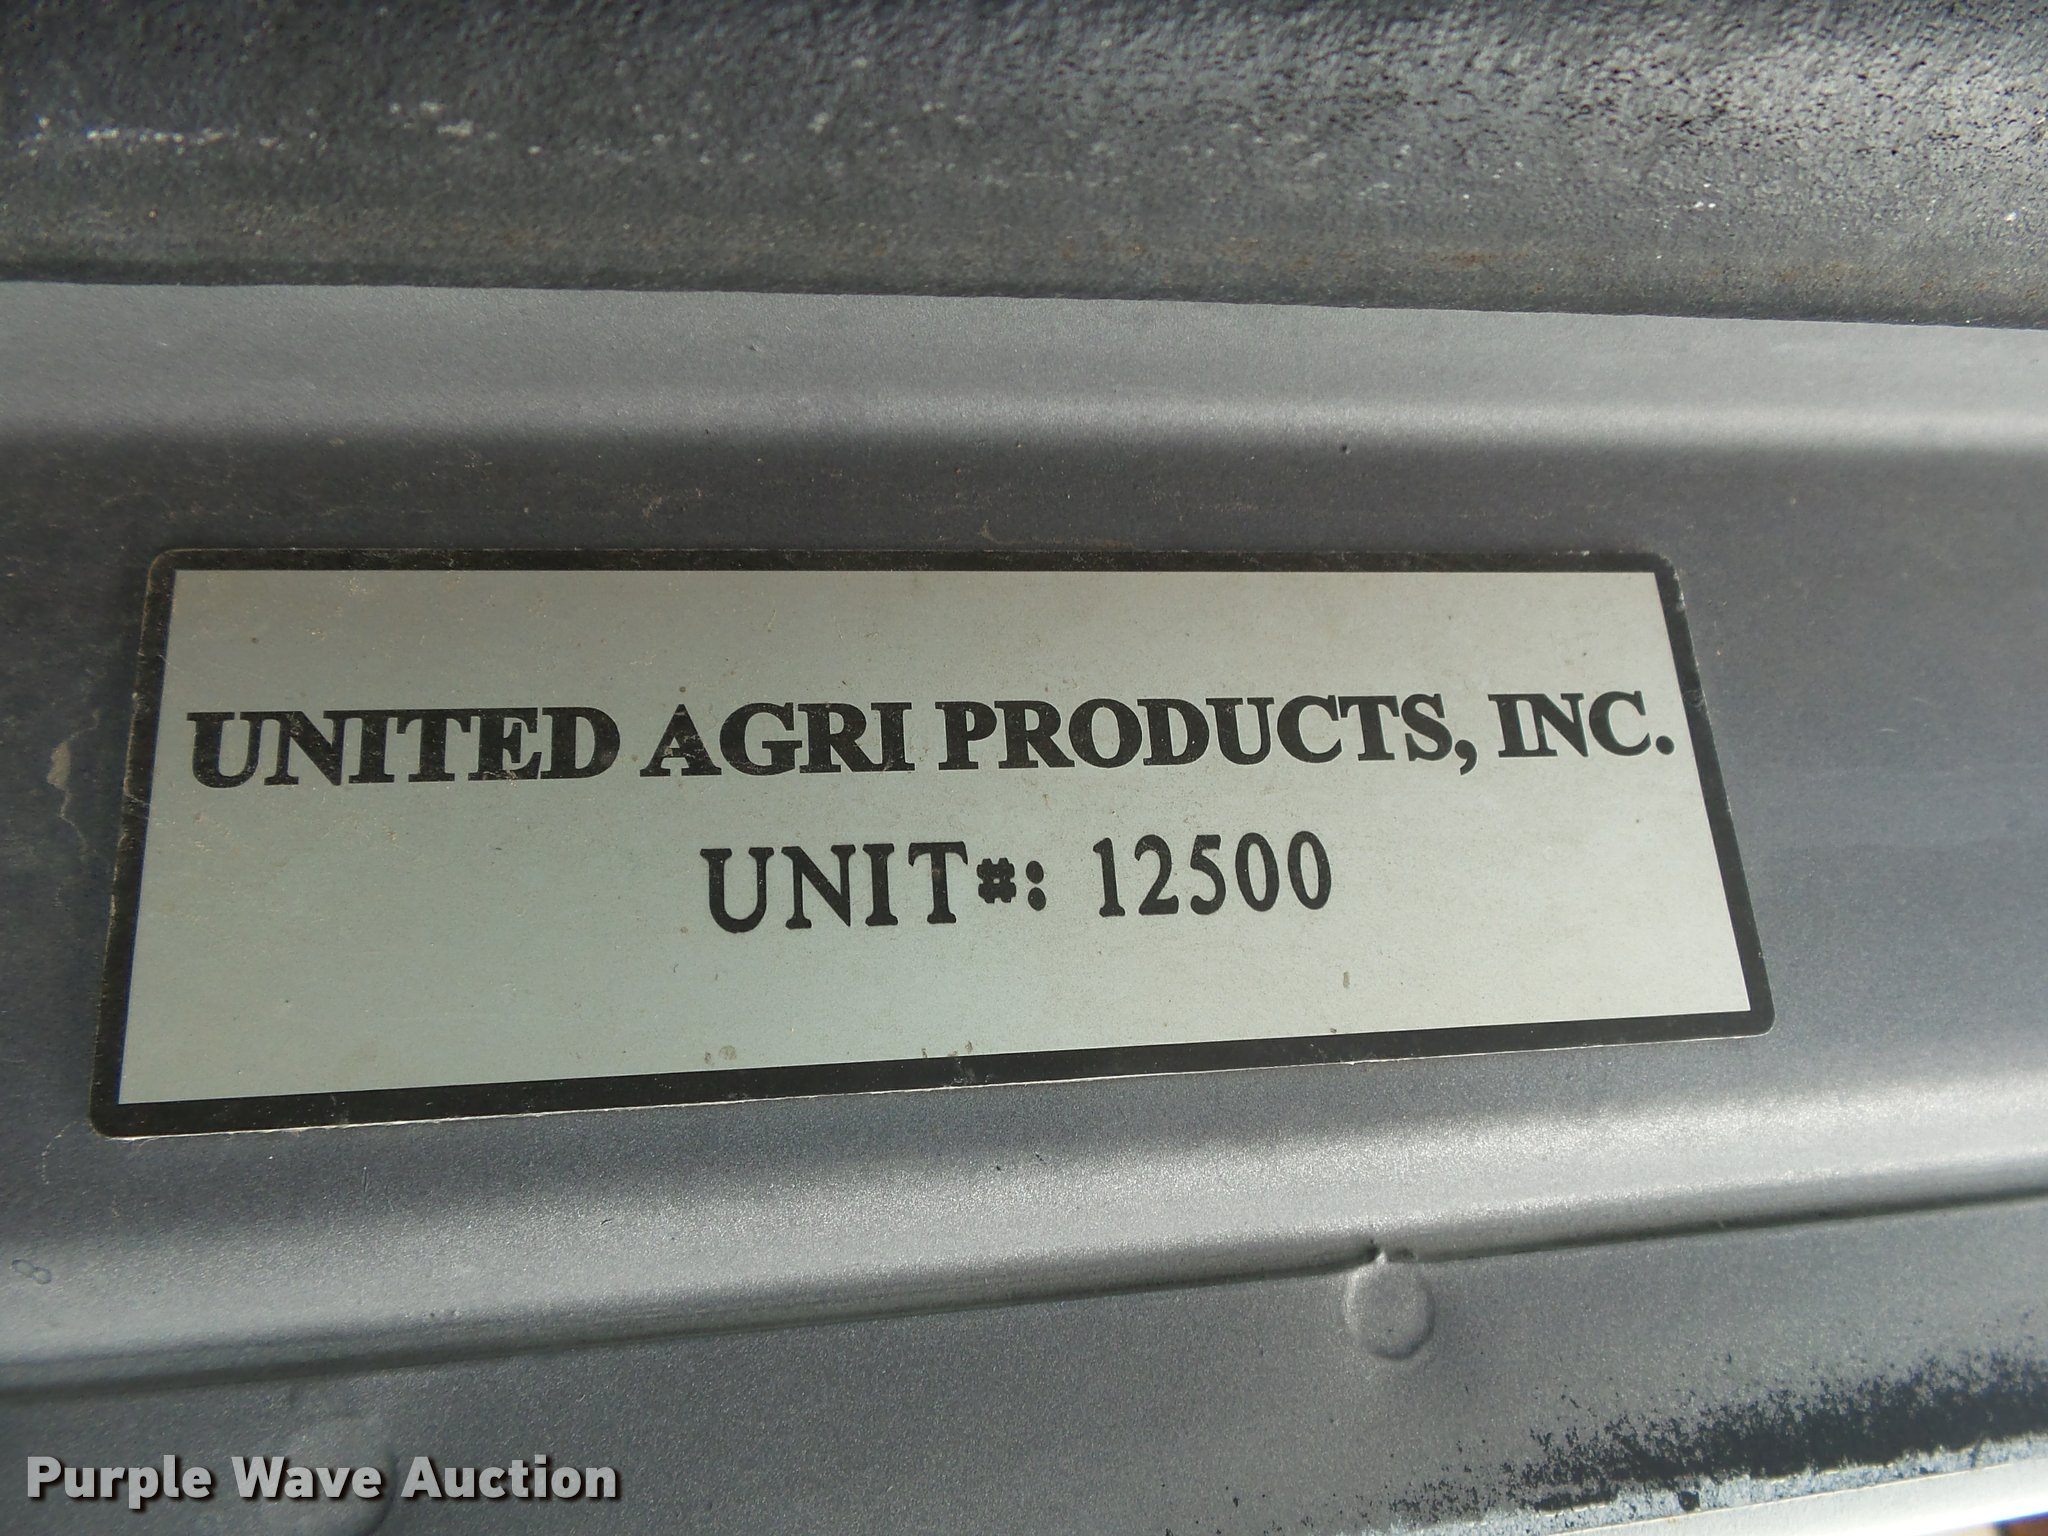 UNITED AGRI PRODUCTS, INC.
UNIT#: 12500
Purple Wave Auction